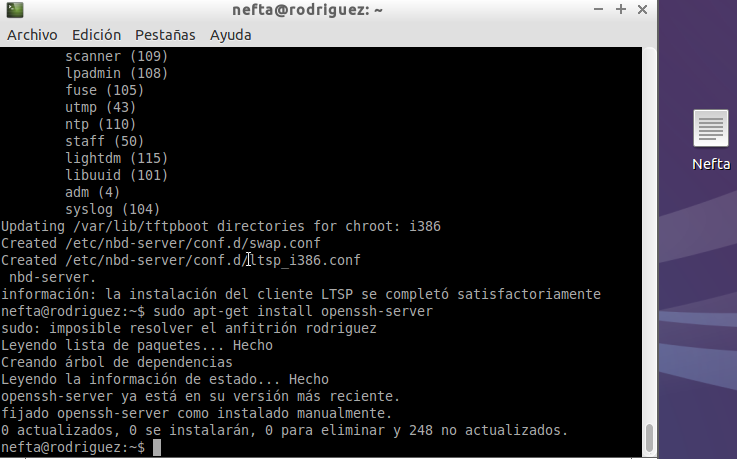 nefta@rodriguez: ~
Archivo Edición Pestañas Ayuda
scanner (109)
lpadmin (108)
fuse (105)
utmp (43)
ntp (110)
staff (50)
lightdm (115)
libuuid (101)
adm (4)
syslog (104)
Updating /var/lib/tftpboot directories for chroot: i386
Created /etc/nbd-server/conf.d/swap.conf
Created /etc/nbd-server/conf.d/ltsp_i386.conf
nbd-server.
información: la instalación del cliente LTSP se completó satisfactoriamente
nefta@rodriguez:~$ sudo apt-get install openssh-server
sudo: imposible resolver el anfitrión rodriguez
Leyendo lista de paquetes... Hecho
Creando árbol de dependencias
Leyendo la información de estado... Hecho
openssh-server ya está en su versión más reciente.
fijado openssh-server como instalado manualmente.
0 actualizados, 0 se instalarán, 0 para eliminar y 248 no actualizados.
nefta@rodriguez:~$
Nefta